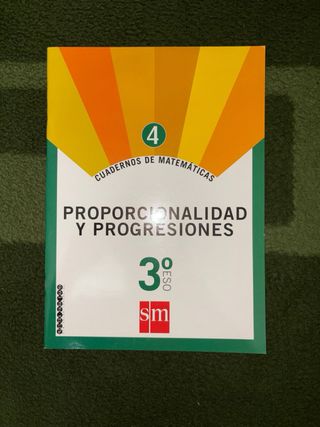 4
CUADERNOS DE MATEMÁTICAS
PROPORCIONALIDAD
Y PROGRESIONES
3º ESO
sm